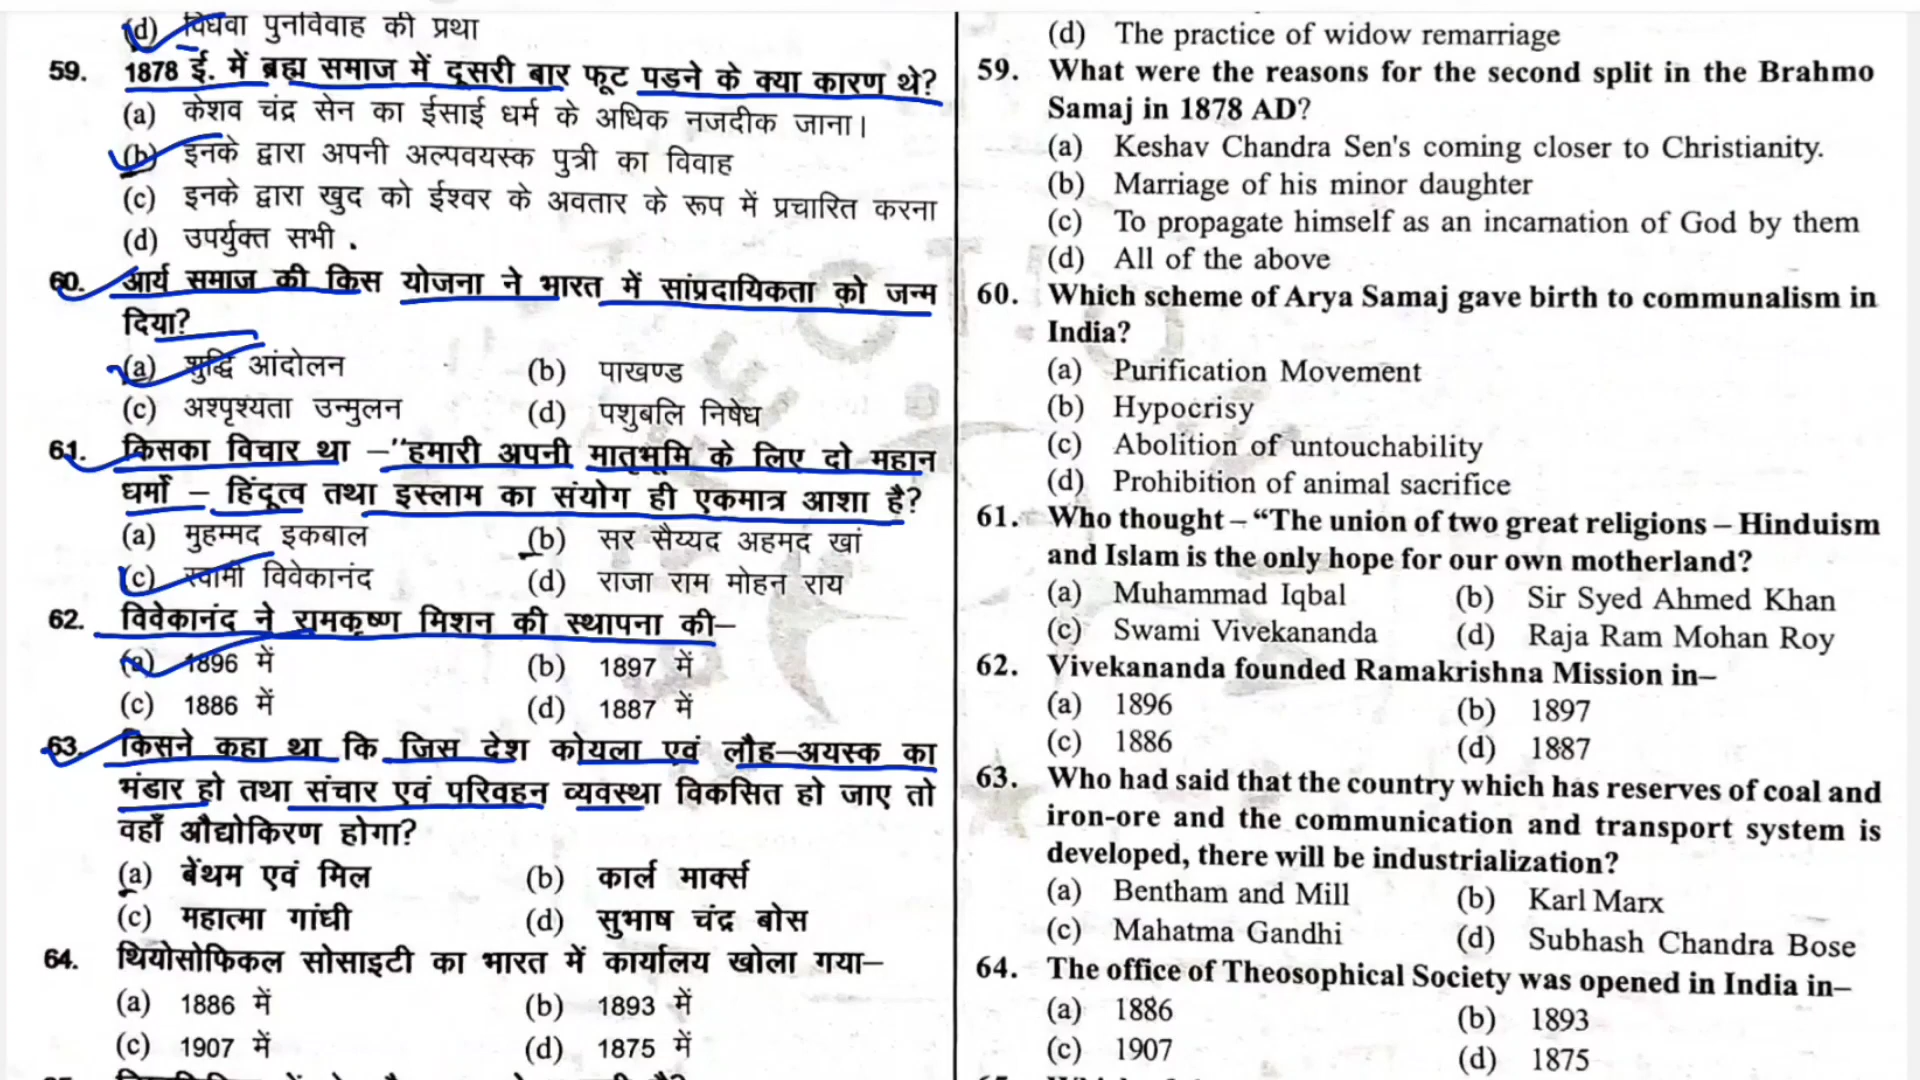 (d) विधवा पुनर्विवाह की प्रथा
59. 1878 ई. में ब्रह्म समाज में दूसरी बार फूट पड़ने के क्या कारण थे?
(a) केशव चंद्र सेन का ईसाई धर्म के अधिक नजदीक जाना।
(b) इनके द्वारा अपनी अल्पवयस्क पुत्री का विवाह
(c) इनके द्वारा खुद को ईश्वर के अवतार के रूप में प्रचारित करना
(d) उपर्युक्त सभी .
60. आर्य समाज की किस योजना ने भारत में सांप्रदायिकता को जन्म
दिया?
(a) शुद्धि आंदोलन (b) पाखण्ड
(c) अश्पृश्यता उन्मुलन (d) पशुबलि निषेध
61. किसका विचार था –"हमारी अपनी मातृभूमि के लिए दो महान
धर्मों – हिंदूत्व तथा इस्लाम का संयोग ही एकमात्र आशा है?
(a) मुहम्मद इकबाल (b) सर सैय्यद अहमद खां
(c) स्वामी विवेकानंद (d) राजा राम मोहन राय
62. विवेकानंद ने रामकृष्ण मिशन की स्थापना की–
(a) 1896 में (b) 1897 में
(c) 1886 में (d) 1887 में
63. किसने कहा था कि जिस देश कोयला एवं लौह–अयस्क का
भंडार हो तथा संचार एवं परिवहन व्यवस्था विकसित हो जाए तो
वहाँ औद्योकिरण होगा?
(a) बेंथम एवं मिल (b) कार्ल मार्क्स
(c) महात्मा गांधी (d) सुभाष चंद्र बोस
64. थियोसोफिकल सोसाइटी का भारत में कार्यालय खोला गया–
(a) 1886 में (b) 1893 में
(c) 1907 में (d) 1875 में
(d) The practice of widow remarriage
59. What were the reasons for the second split in the Brahmo
Samaj in 1878 AD?
(a) Keshav Chandra Sen's coming closer to Christianity.
(b) Marriage of his minor daughter
(c) To propagate himself as an incarnation of God by them
(d) All of the above
60. Which scheme of Arya Samaj gave birth to communalism in
India?
(a) Purification Movement
(b) Hypocrisy
(c) Abolition of untouchability
(d) Prohibition of animal sacrifice
61. Who thought – “The union of two great religions – Hinduism
and Islam is the only hope for our own motherland?
(a) Muhammad Iqbal (b) Sir Syed Ahmed Khan
(c) Swami Vivekananda (d) Raja Ram Mohan Roy
62. Vivekananda founded Ramakrishna Mission in–
(a) 1896 (b) 1897
(c) 1886 (d) 1887
63. Who had said that the country which has reserves of coal and
iron-ore and the communication and transport system is
developed, there will be industrialization?
(a) Bentham and Mill (b) Karl Marx
(c) Mahatma Gandhi (d) Subhash Chandra Bose
64. The office of Theosophical Society was opened in India in–
(a) 1886 (b) 1893
(c) 1907 (d) 1875